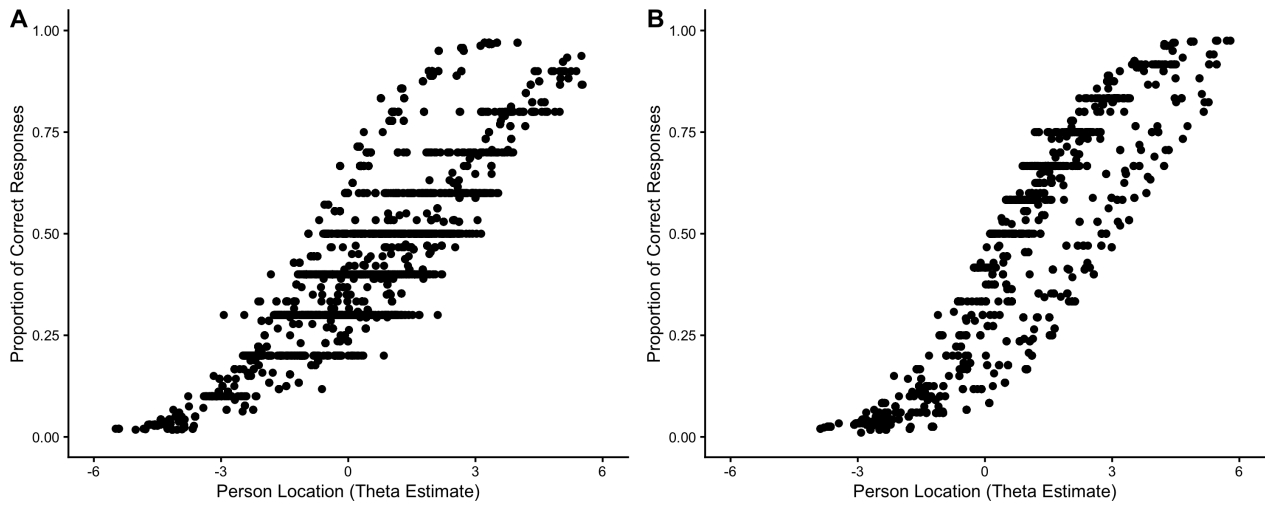 A
Proportion of Correct Responses
1.00
0.75
0.50
0.25
0.00
-6 -3 0 3 6
Person Location (Theta Estimate)
B
Proportion of Correct Responses
1.00
0.75
0.50
0.25
0.00
-6 -3 0 3 6
Person Location (Theta Estimate)